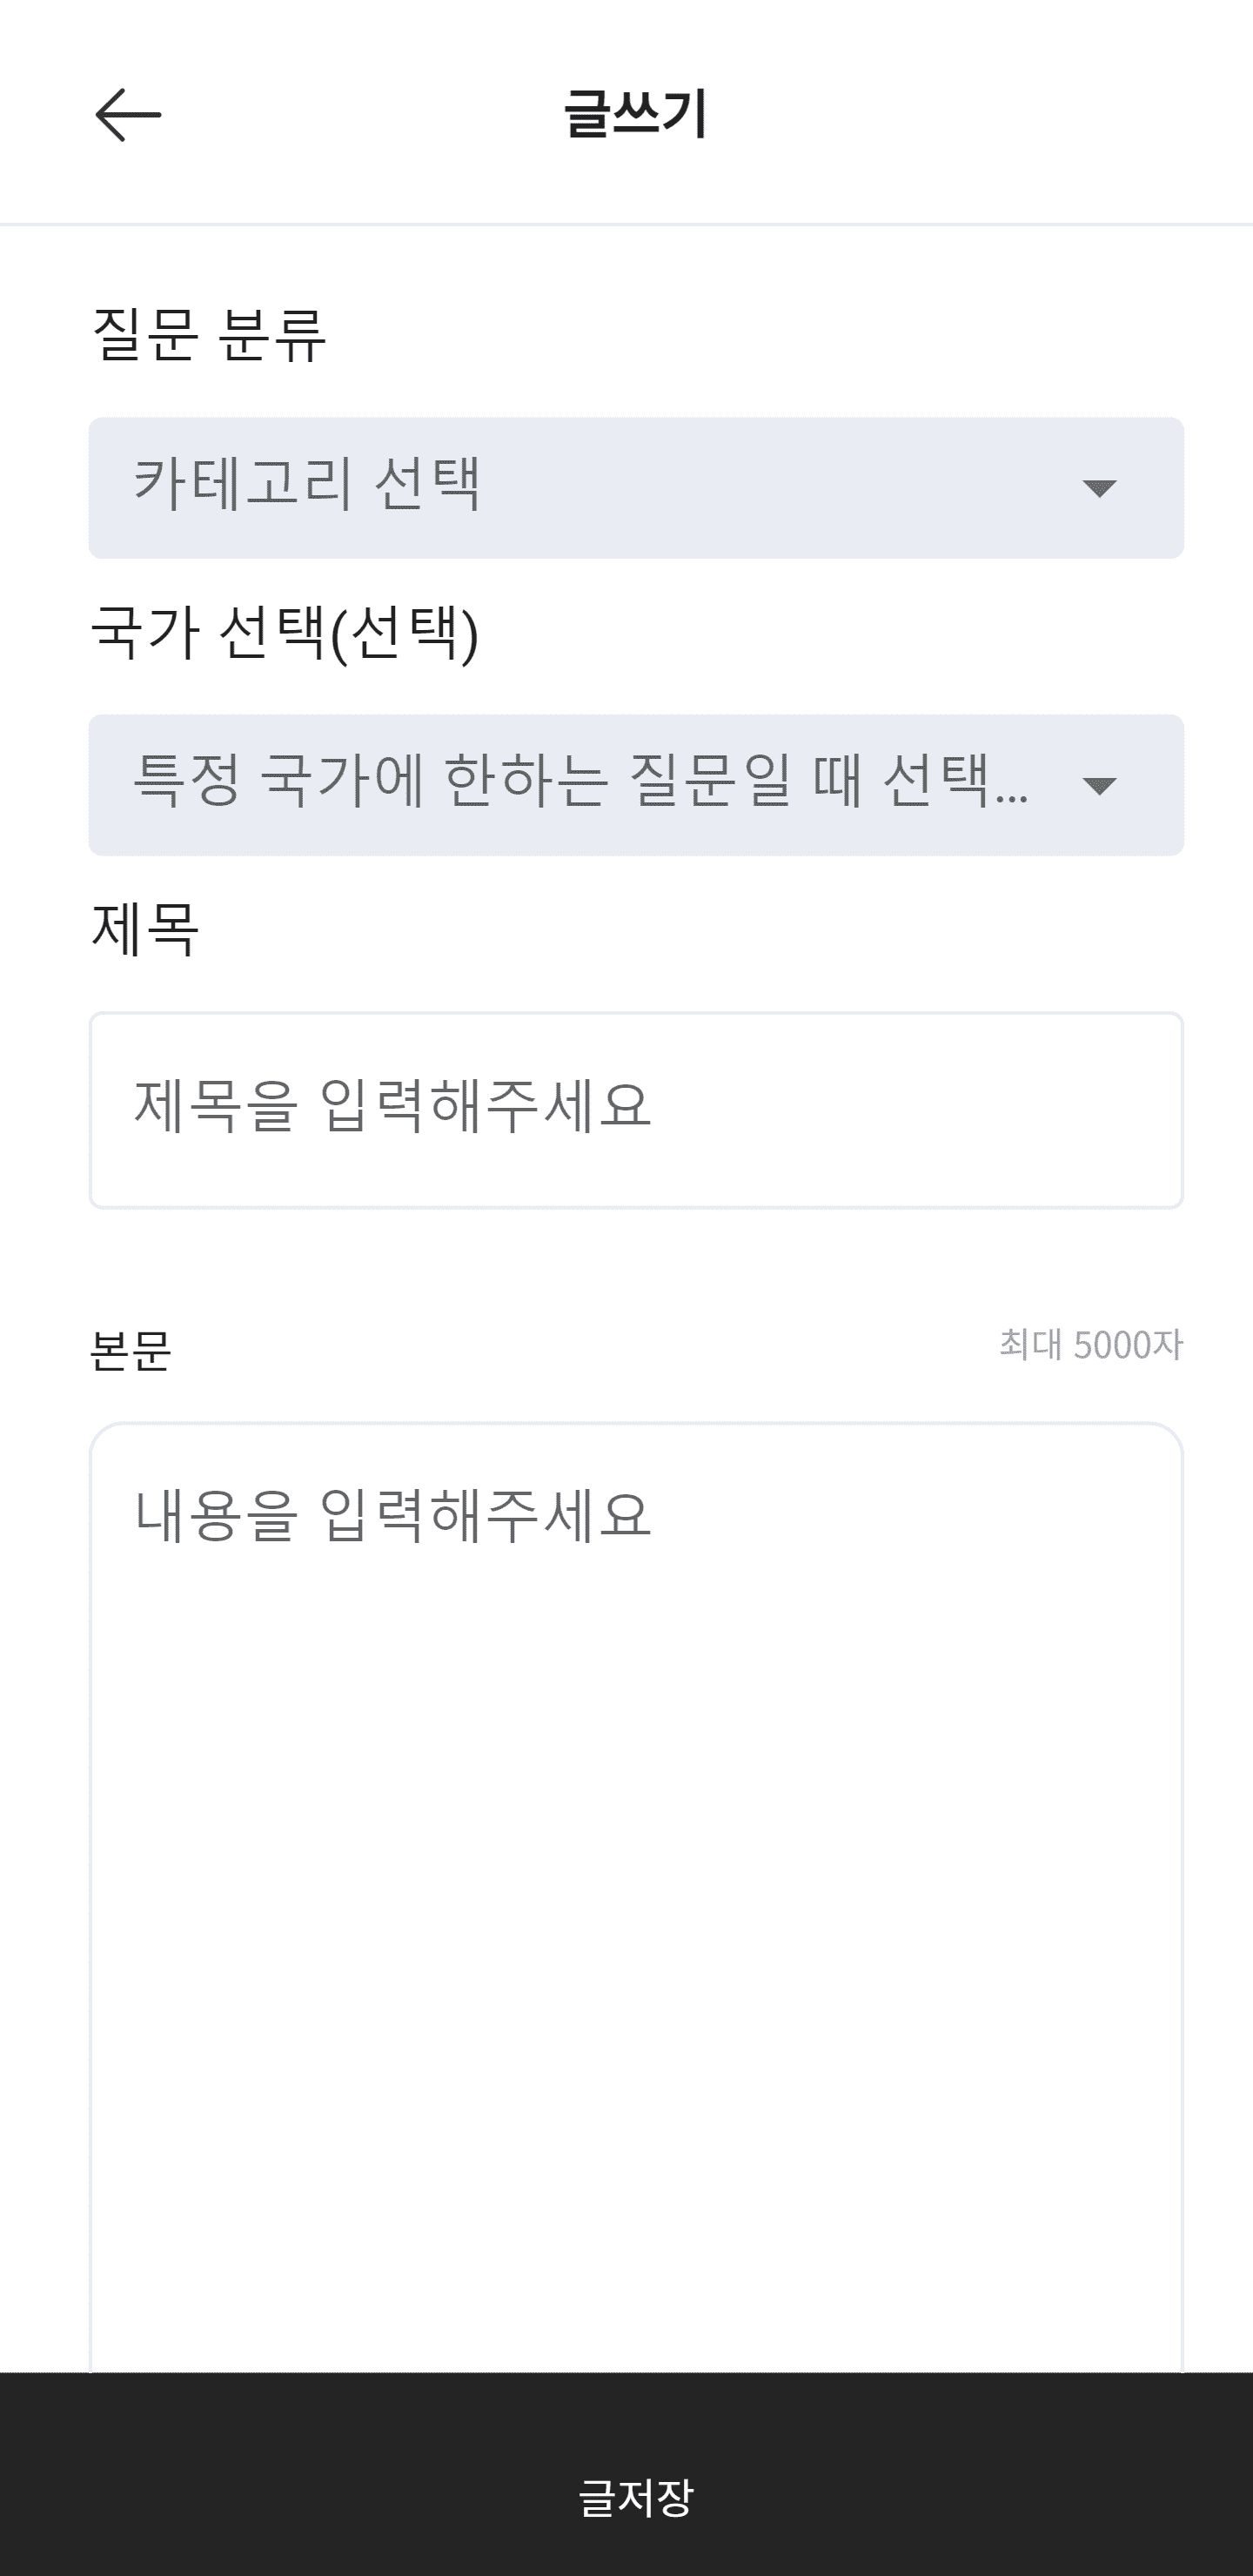 글쓰기
질문 분류
카테고리 선택
국가 선택(선택)
특정 국가에 한하는 질문일 때 선택...
제목
제목을 입력해주세요
본문 최대 5000자
내용을 입력해주세요
글저장